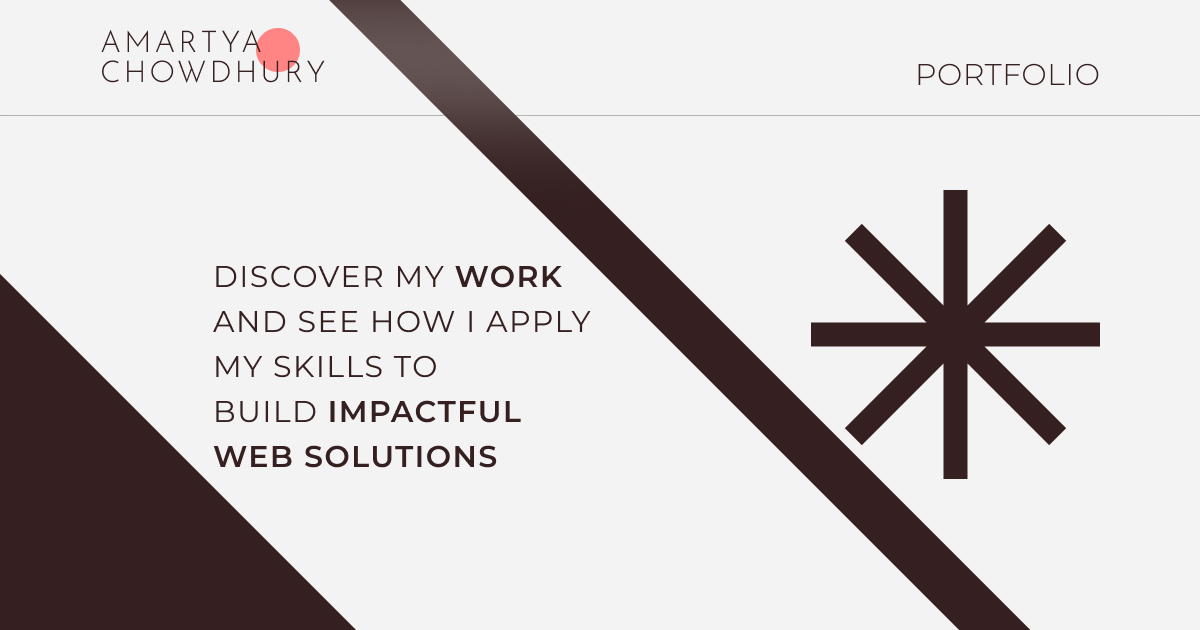 AMARTYA
CHOWDHURY
PORTFOLIO
DISCOVER MY WORK
AND SEE HOW I APPLY
MY SKILLS TO
BUILD IMPACTFUL
WEB SOLUTIONS